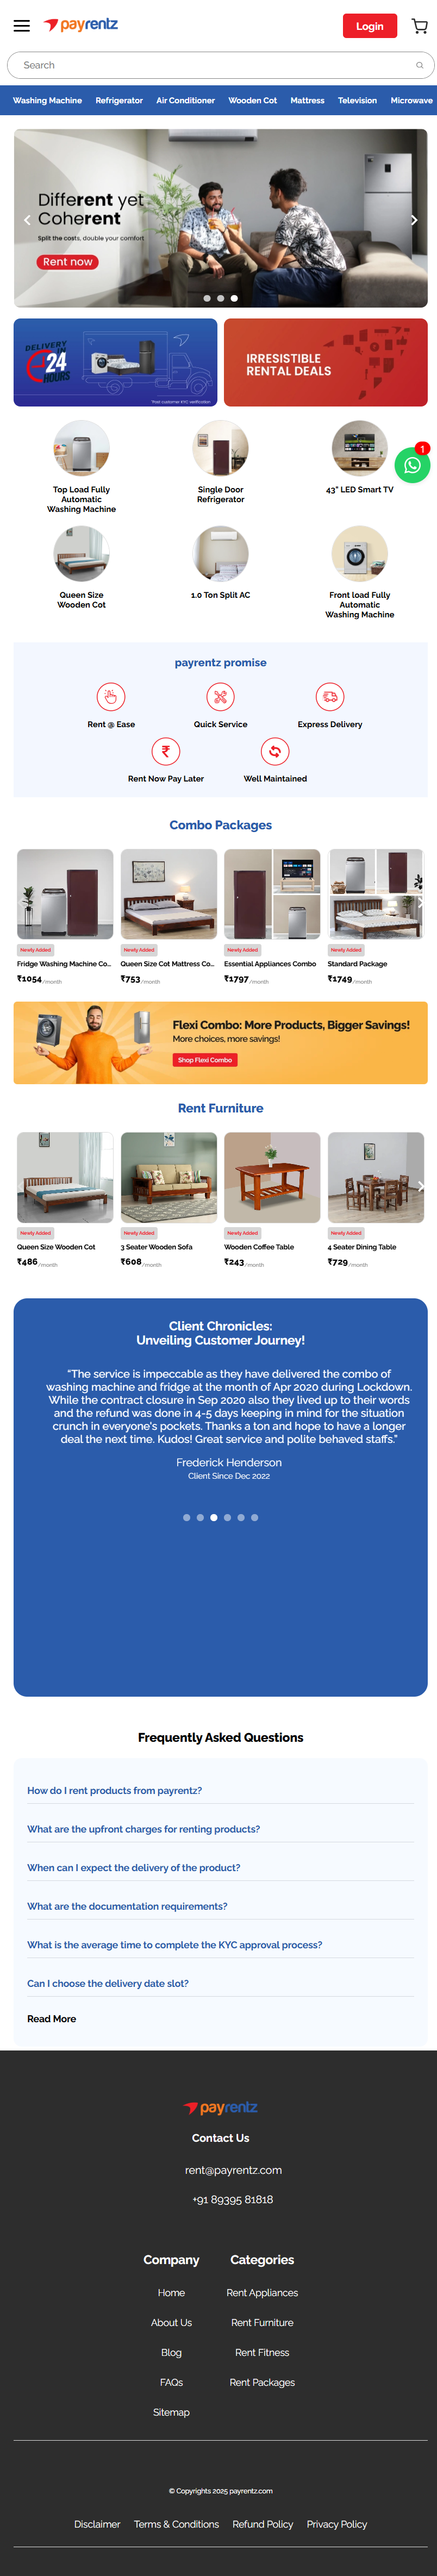 payrentz
Login
Search
Washing Machine Refrigerator Air Conditioner Wooden Cot Mattress Television Microwave
Different yet
Coherent
Split the costs, double your comfort
Rent now
DELIVERY
IN
24
HOURS
*Post customer KYC verification
IRRESISTIBLE
RENTAL DEALS
1
Top Load Fully
Automatic
Washing Machine
Single Door
Refrigerator
43" LED Smart TV
Queen Size
Wooden Cot
1.0 Ton Split AC
Front load Fully
Automatic
Washing Machine
payrentz promise
Rent @ Ease
Quick Service
Express Delivery
Rent Now Pay Later
Well Maintained
Combo Packages
Newly Added Newly Added Newly Added Newly Added
Fridge Washing Machine Co... Queen Size Cot Mattress Co... Essential Appliances Combo Standard Package
₹1054/month ₹753/month ₹1797/month ₹1749/month
Flexi Combo: More Products, Bigger Savings!
More choices, more savings!
Shop Flexi Combo
Rent Furniture
Newly Added Newly Added Newly Added Newly Added
Queen Size Wooden Cot 3 Seater Wooden Sofa Wooden Coffee Table 4 Seater Dining Table
₹486/month ₹608/month ₹243/month ₹729/month
Client Chronicles:
Unveiling Customer Journey!
"The service is impeccable as they have delivered the combo of
washing machine and fridge at the month of Apr 2020 during Lockdown.
While the contract closure in Sep 2020 also they lived up to their words
and the refund was done in 4-5 days keeping in mind for the situation
crunch in everyone's pockets. Thanks a ton and hope to have a longer
deal the next time. Kudos! Great service and polite behaved staffs."
Frederick Henderson
Client Since Dec 2022
Frequently Asked Questions
How do I rent products from payrentz?
What are the upfront charges for renting products?
When can I expect the delivery of the product?
What are the documentation requirements?
What is the average time to complete the KYC approval process?
Can I choose the delivery date slot?
Read More
payrentz
Contact Us
rent@payrentz.com
+91 89395 81818
Company Categories
Home Rent Appliances
About Us Rent Furniture
Blog Rent Fitness
FAQs Rent Packages
Sitemap
© Copyrights 2025 payrentz.com
Disclaimer Terms & Conditions Refund Policy Privacy Policy